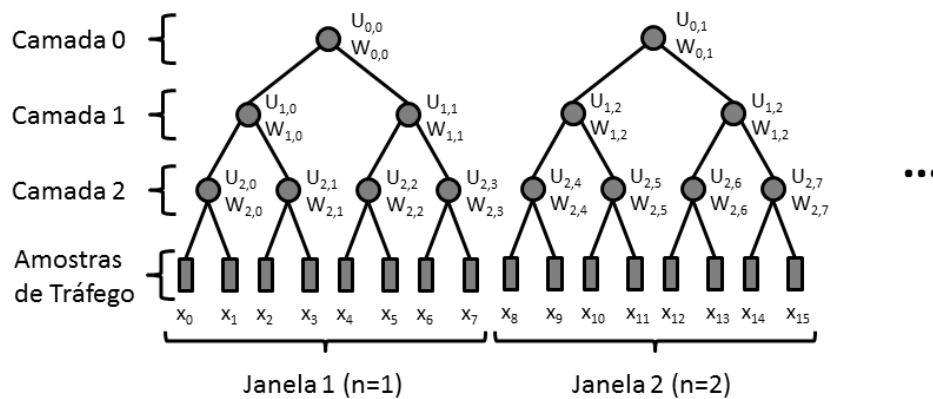 Camada 0
U0,0
W0,0
U0,1
W0,1
Camada 1
U1,0
W1,0
U1,1
W1,1
U1,2
W1,2
U1,2
W1,2
Camada 2
U2,0
W2,0
U2,1
W2,1
U2,2
W2,2
U2,3
W2,3
U2,4
W2,4
U2,5
W2,5
U2,6
W2,6
U2,7
W2,7
...
Amostras
de Tráfego
x0 x1 x2 x3 x4 x5 x6 x7 x8 x9 x10 x11 x12 x13 x14 x15
Janela 1 (n=1)
Janela 2 (n=2)